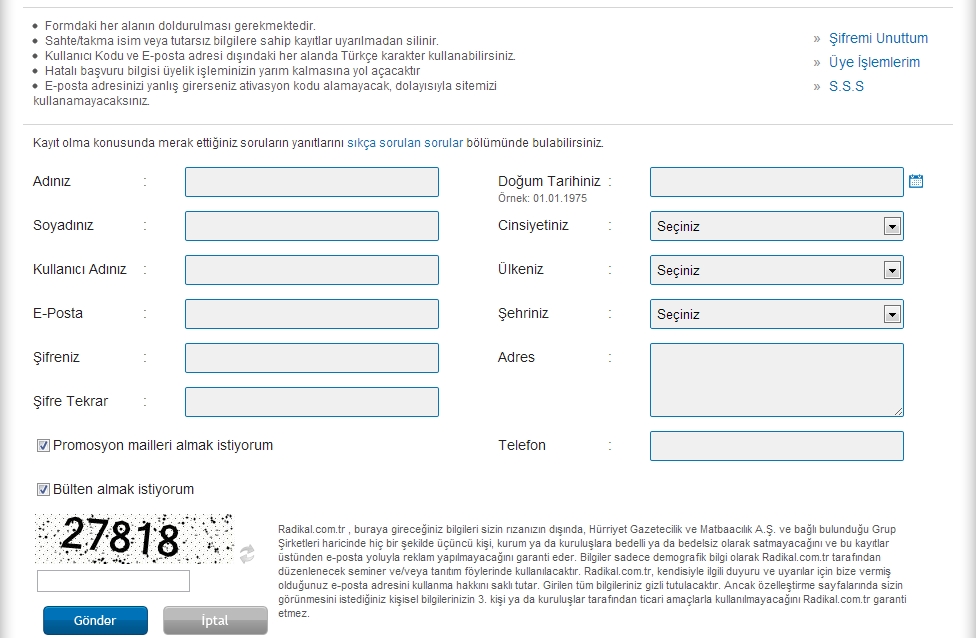 Formdaki her alanın doldurulması gerekmektedir.
Sahte/takma isim veya tutarsız bilgilere sahip kayıtlar uyarılmadan silinir.
Kullanıcı Kodu ve E-posta adresi dışındaki her alanda Türkçe karakter kullanabilirsiniz.
Hatalı başvuru bilgisi üyelik işleminizin yarım kalmasına yol açacaktır
E-posta adresinizi yanlış girerseniz ativasyon kodu alamayacak, dolayısıyla sitemizi
kullanamayacaksınız.
» Şifremi Unuttum
» Üye İşlemlerim
» S.S.S
Kayıt olma konusunda merak ettiğiniz soruların yanıtlarını sıkça sorulan sorular bölümünde bulabilirsiniz.
Adınız :
Soyadınız :
Kullanıcı Adınız :
E-Posta :
Şifreniz :
Şifre Tekrar :
Promosyon mailleri almak istiyorum
Bülten almak istiyorum
Doğum Tarihiniz :
Örnek: 01.01.1975
Cinsiyetiniz : Seçiniz
Ülkeniz : Seçiniz
Şehriniz : Seçiniz
Adres :
Telefon :
27818
Gönder İptal
Radikal.com.tr , buraya gireceğiniz bilgileri sizin rızanızın dışında, Hürriyet Gazetecilik ve Matbaacılık A.Ş. ve bağlı bulunduğu Grup
Şirketleri haricinde hiç bir şekilde üçüncü kişi, kurum ya da kuruluşlara bedelli ya da bedelsiz olarak satmayacağını ve bu kayıtlar
üstünden e-posta yoluyla reklam yapılmayacağını garanti eder. Bilgiler sadece demografik bilgi olarak Radikal.com.tr tarafından
düzenlenecek seminer ve/veya tanıtım föylerinde kullanılacaktır. Radikal.com.tr, kendisiyle ilgili duyuru ve uyarılar için bize vermiş
olduğunuz e-posta adresini kullanma hakkını saklı tutar. Girilen tüm bilgileriniz gizli tutulacaktır. Ancak özelleştirme sayfalarında sizin
görünmesini istediğiniz kişisel bilgilerinizin 3. kişi ya da kuruluşlar tarafından ticari amaçlarla kullanılmayacağını Radikal.com.tr garanti
etmez.